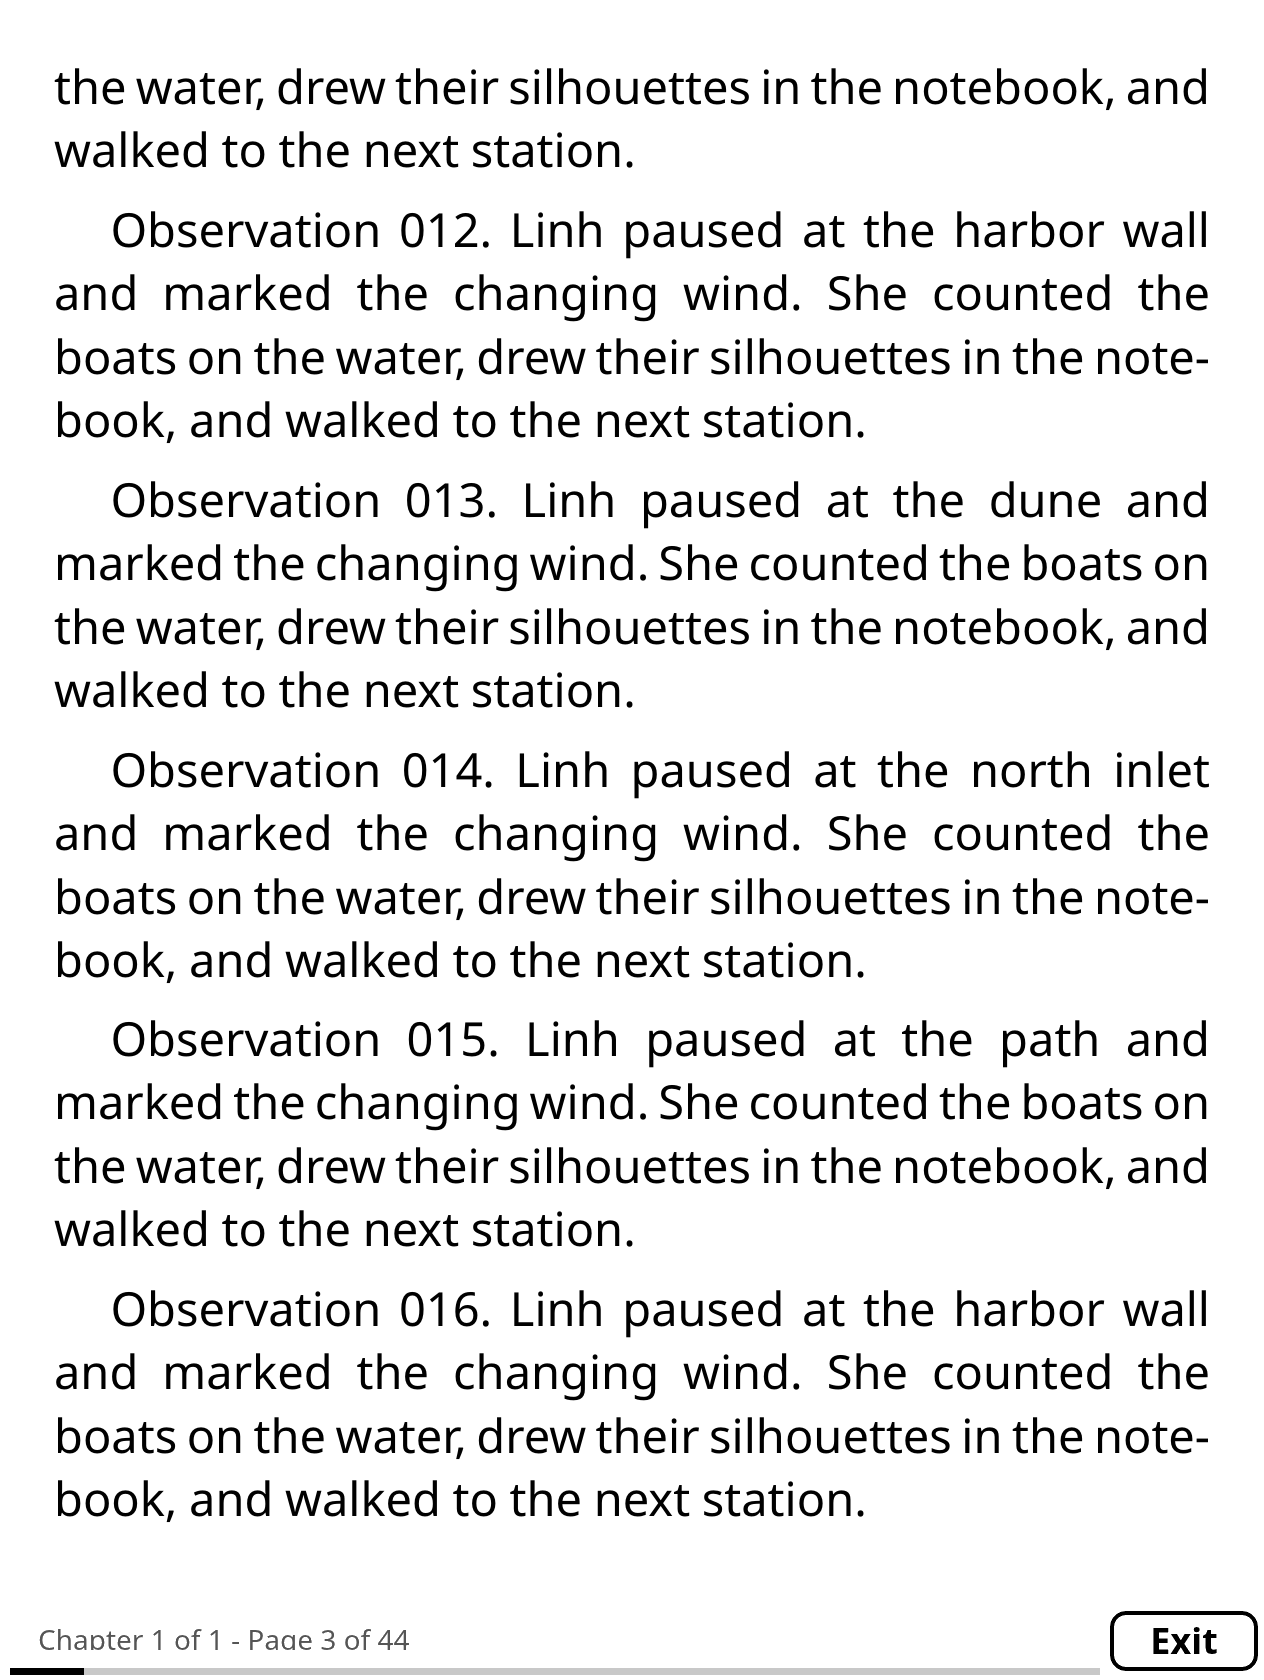 the water, drew their silhouettes in the notebook, and
walked to the next station.
Observation 012. Linh paused at the harbor wall
and marked the changing wind. She counted the
boats on the water, drew their silhouettes in the note-
book, and walked to the next station.
Observation 013. Linh paused at the dune and
marked the changing wind. She counted the boats on
the water, drew their silhouettes in the notebook, and
walked to the next station.
Observation 014. Linh paused at the north inlet
and marked the changing wind. She counted the
boats on the water, drew their silhouettes in the note-
book, and walked to the next station.
Observation 015. Linh paused at the path and
marked the changing wind. She counted the boats on
the water, drew their silhouettes in the notebook, and
walked to the next station.
Observation 016. Linh paused at the harbor wall
and marked the changing wind. She counted the
boats on the water, drew their silhouettes in the note-
book, and walked to the next station.
Chapter 1 of 1 - Page 3 of 44
Exit